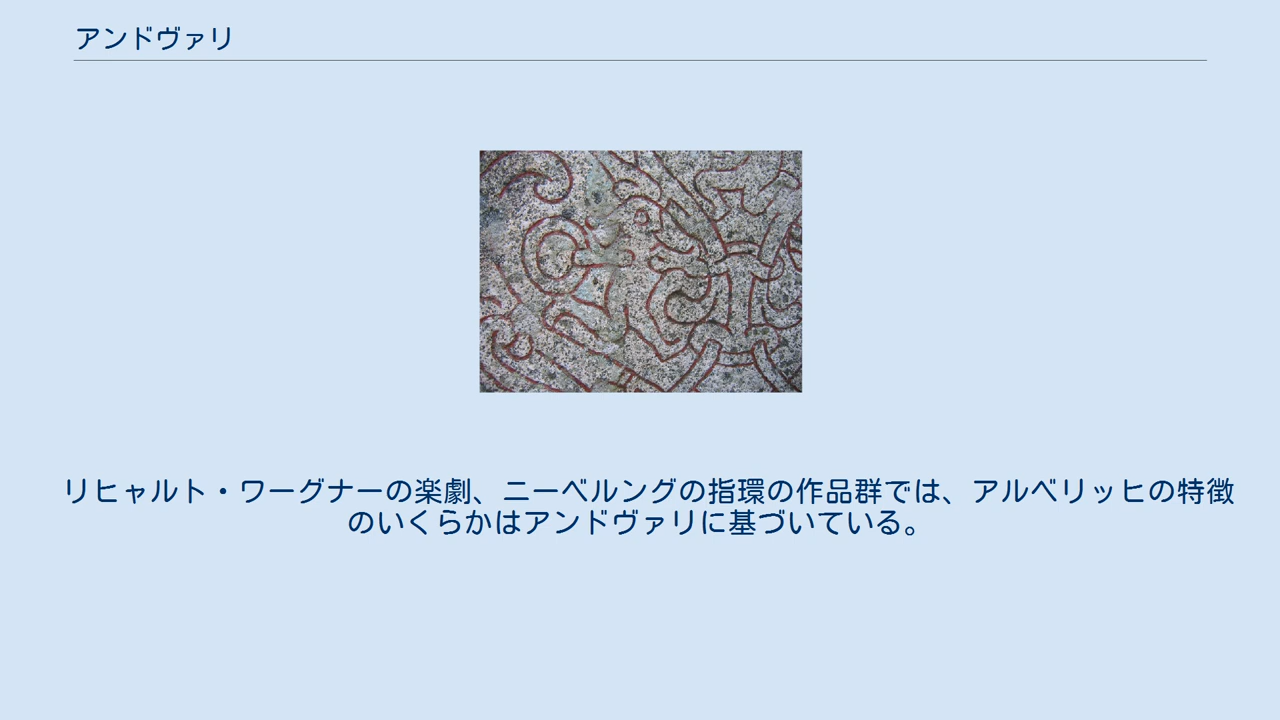 アンドヴァリ
リヒャルト・ワーグナーの楽劇、ニーベルングの指環の作品群では、アルベリッヒの特徴
のいくらかはアンドヴァリに基づいている。